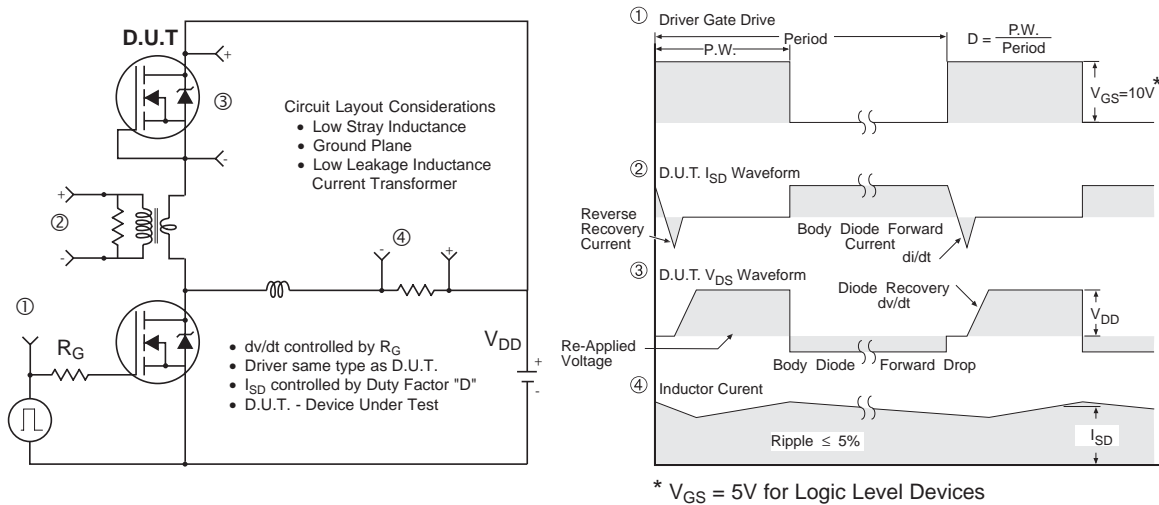 D.U.T
+
③
-
Circuit Layout Considerations
• Low Stray Inductance
• Ground Plane
• Low Leakage Inductance
Current Transformer
+
②
-
④
-
+
①
R_G
• dv/dt controlled by R_G
• Driver same type as D.U.T.
• I_SD controlled by Duty Factor "D"
• D.U.T. - Device Under Test
V_DD
+
-
① Driver Gate Drive
P.W.
Period
D = P.W. / Period
V_GS=10V *
② D.U.T. I_SD Waveform
Reverse
Recovery
Current
Body Diode Forward
Current
di/dt
③ D.U.T. V_DS Waveform
Diode Recovery
dv/dt
V_DD
Re-Applied
Voltage
Body Diode Forward Drop
④ Inductor Curent
Ripple ≤ 5%
I_SD
* V_GS = 5V for Logic Level Devices